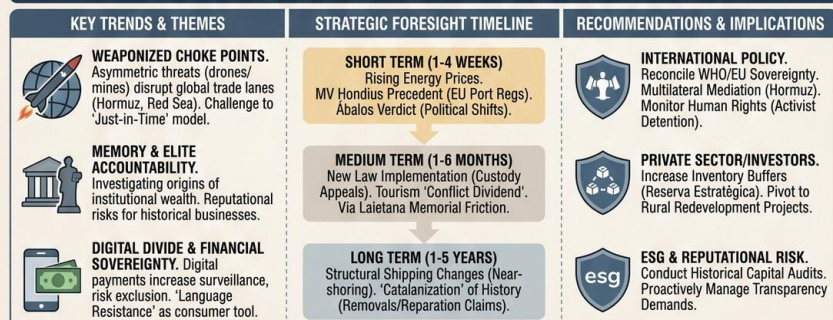 KEY TRENDS & THEMES
WEAPONIZED CHOKE POINTS.
Asymmetric threats (drones/
mines) disrupt global trade lanes
(Hormuz, Red Sea). Challenge to
'Just-in-Time' model.
MEMORY & ELITE
ACCOUNTABILITY.
Investigating origins of
institutional wealth. Reputational
risks for historical businesses.
DIGITAL DIVIDE & FINANCIAL
SOVEREIGNTY. Digital
payments increase surveillance,
risk exclusion. 'Language
Resistance' as consumer tool.
STRATEGIC FORESIGHT TIMELINE
SHORT TERM (1-4 WEEKS)
Rising Energy Prices.
MV Hondius Precedent (EU Port Regs).
Ábalos Verdict (Political Shifts).
MEDIUM TERM (1-6 MONTHS)
New Law Implementation (Custody
Appeals). Tourism 'Conflict Dividend'.
Via Laietana Memorial Friction.
LONG TERM (1-5 YEARS)
Structural Shipping Changes (Near-
shoring). 'Catalanization' of History
(Removals/Reparation Claims).
RECOMMENDATIONS & IMPLICATIONS
INTERNATIONAL POLICY.
Reconcile WHO/EU Sovereignty.
Multilateral Mediation (Hormuz).
Monitor Human Rights (Activist
Detention).
PRIVATE SECTOR/INVESTORS.
Increase Inventory Buffers
(Reserva Estratègica). Pivot to
Rural Redevelopment Projects.
esg
ESG & REPUTATIONAL RISK.
Conduct Historical Capital Audits.
Proactively Manage Transparency
Demands.